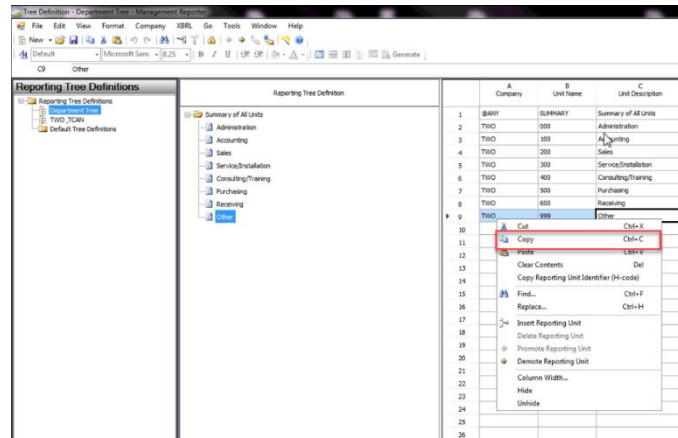 Tree Definition - Department Tree - Management Reporter
File Edit View Format Company XBRL Go Tools Window Help
New
Default Microsoft Sans 8.25 B I U A Generate
C9 Other
Reporting Tree Definitions
Reporting Tree Definitions
Department Tree
TWO_TCAN
Default Tree Definitions
Reporting Tree Definition
Summary of All Units
Administration
Accounting
Sales
Service/Installation
Consulting/Training
Purchasing
Receiving
Other
A B C
Company Unit Name Unit Description
1 @ANY SUMMARY Summary of All Units
2 TWO 000 Administration
3 TWO 100 Accounting
4 TWO 200 Sales
5 TWO 300 Service/Installation
6 TWO 400 Consulting/Training
7 TWO 500 Purchasing
8 TWO 600 Receiving
9 TWO 999 Other
10
11
12
13
14
15
16
17
18
19
20
21
22
23
24
25
26
Cut Ctrl+X
Copy Ctrl+C
Paste Ctrl+V
Clear Contents Del
Copy Reporting Unit Identifier (H-code)
Find... Ctrl+F
Replace... Ctrl+H
Insert Reporting Unit
Delete Reporting Unit
Promote Reporting Unit
Demote Reporting Unit
Column Width...
Hide
Unhide